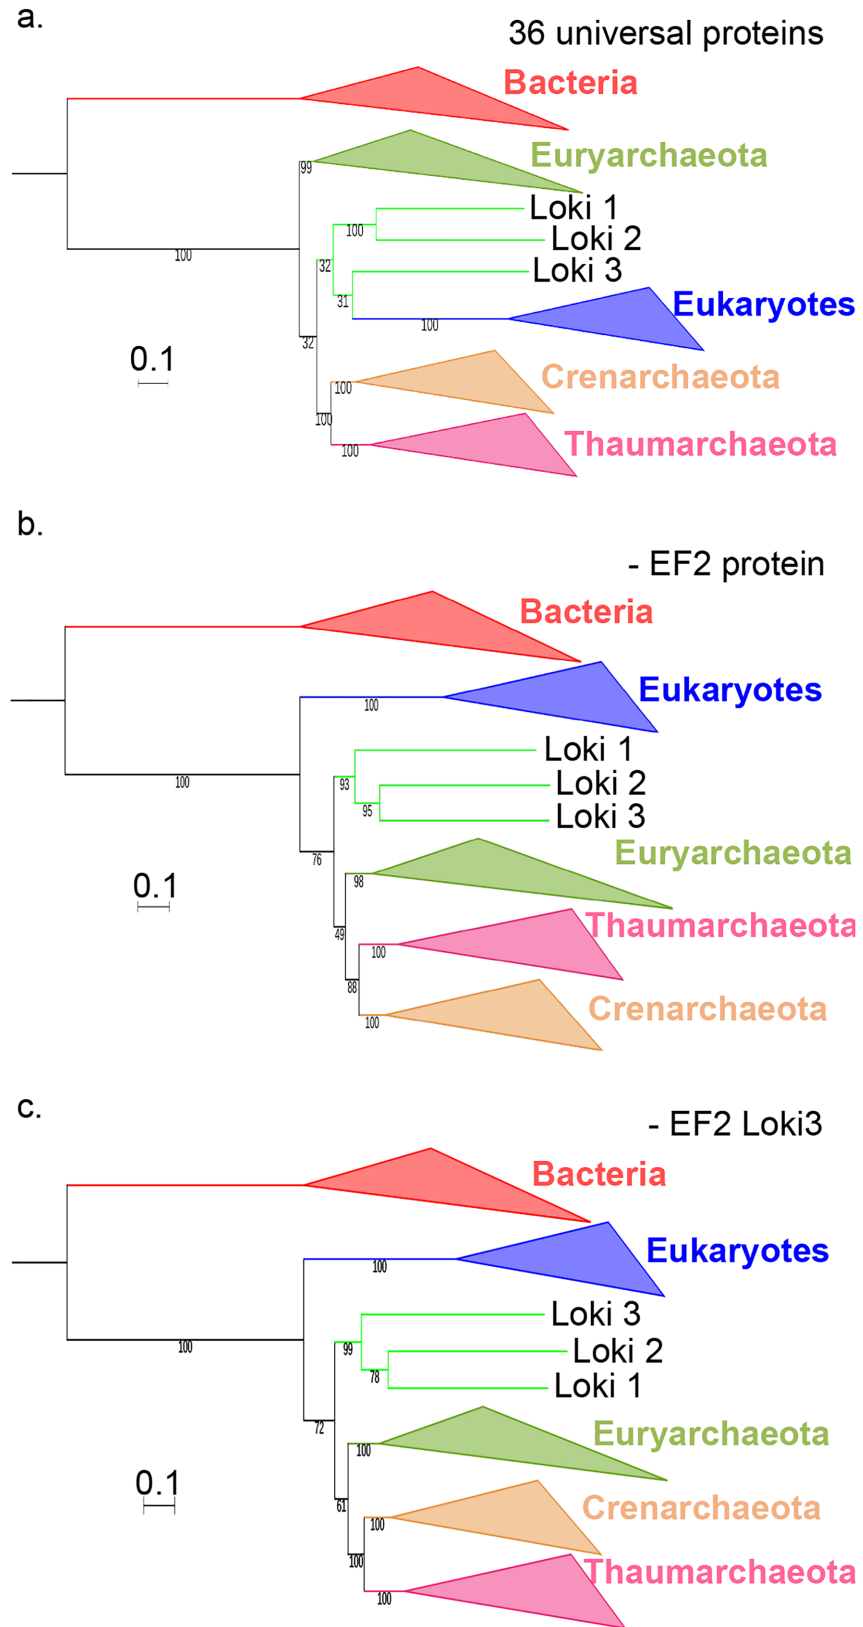 a.
36 universal proteins
Bacteria
99
Euryarchaeota
Loki 1
100
Loki 2
100
32
Loki 3
31
Eukaryotes
100
32
0.1
Crenarchaeota
100
100
Thaumarchaeota
100
b.
- EF2 protein
Bacteria
Eukaryotes
100
Loki 1
100
93
Loki 2
95
Loki 3
76
Euryarchaeota
0.1
98
Thaumarchaeota
49
100
88
Crenarchaeota
100
c.
- EF2 Loki3
Bacteria
Eukaryotes
100
Loki 3
100
99
Loki 2
78
Loki 1
72
Euryarchaeota
100
0.1
61
Crenarchaeota
100
100
Thaumarchaeota
100